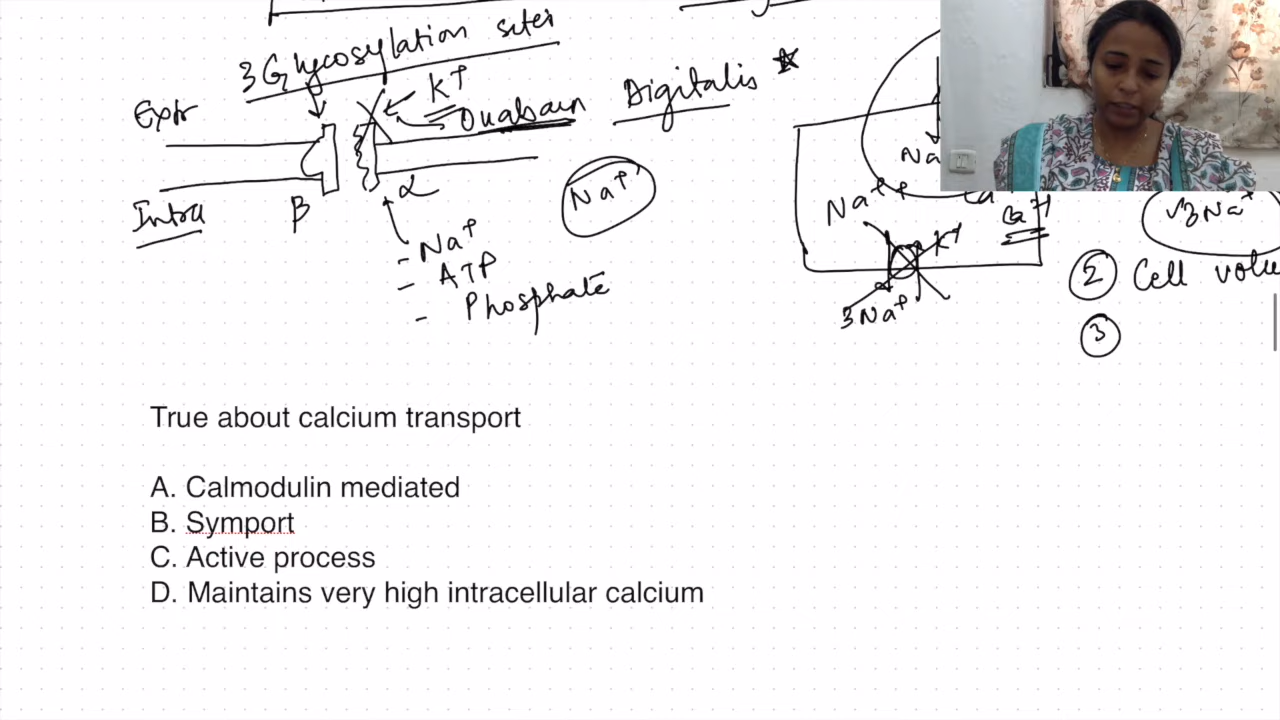 3 Glycosylation sites
K+
Extr
Ouabain
Digitalis
Intra
β
α
Na+
- Na+
- ATP
- Phosphate
Na
Na++
Ca++
K+
3Na+
✓3Na+
② Cell volu
③
True about calcium transport
A. Calmodulin mediated
B. Symport
C. Active process
D. Maintains very high intracellular calcium